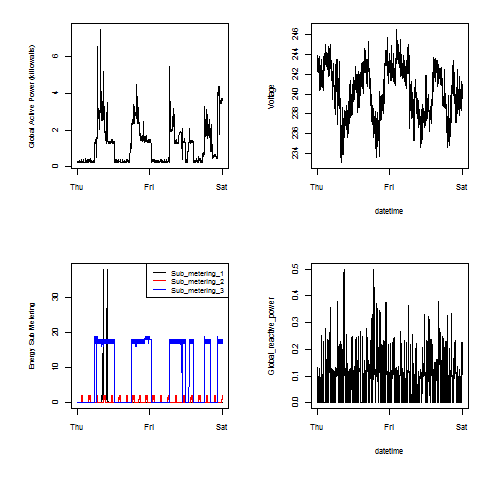 Global Active Power (kilowatts)
0 2 4 6
Thu Fri Sat
Voltage
234 236 238 240 242 244 246
Thu Fri Sat
datetime
Energy Sub Metering
0 10 20 30
Sub_metering_1
Sub_metering_2
Sub_metering_3
Thu Fri Sat
Global_reactive_power
0.0 0.1 0.2 0.3 0.4 0.5
Thu Fri Sat
datetime